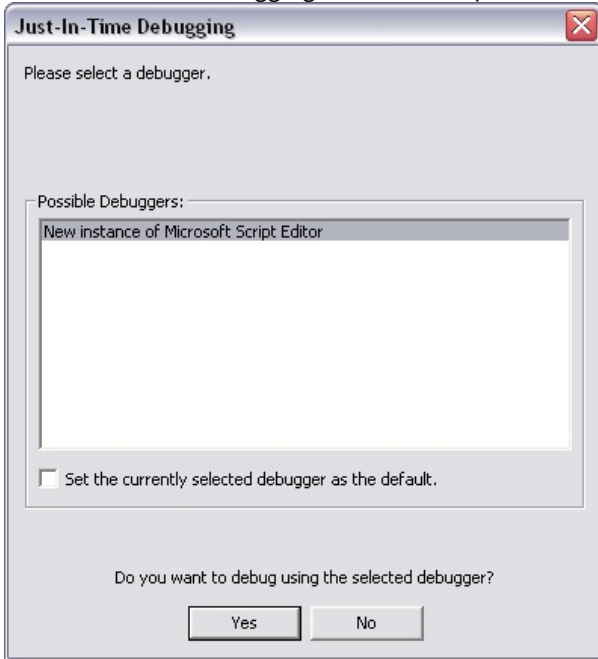 Just-In-Time Debugging
Please select a debugger.
Possible Debuggers:
New instance of Microsoft Script Editor
Set the currently selected debugger as the default.
Do you want to debug using the selected debugger?
Yes
No